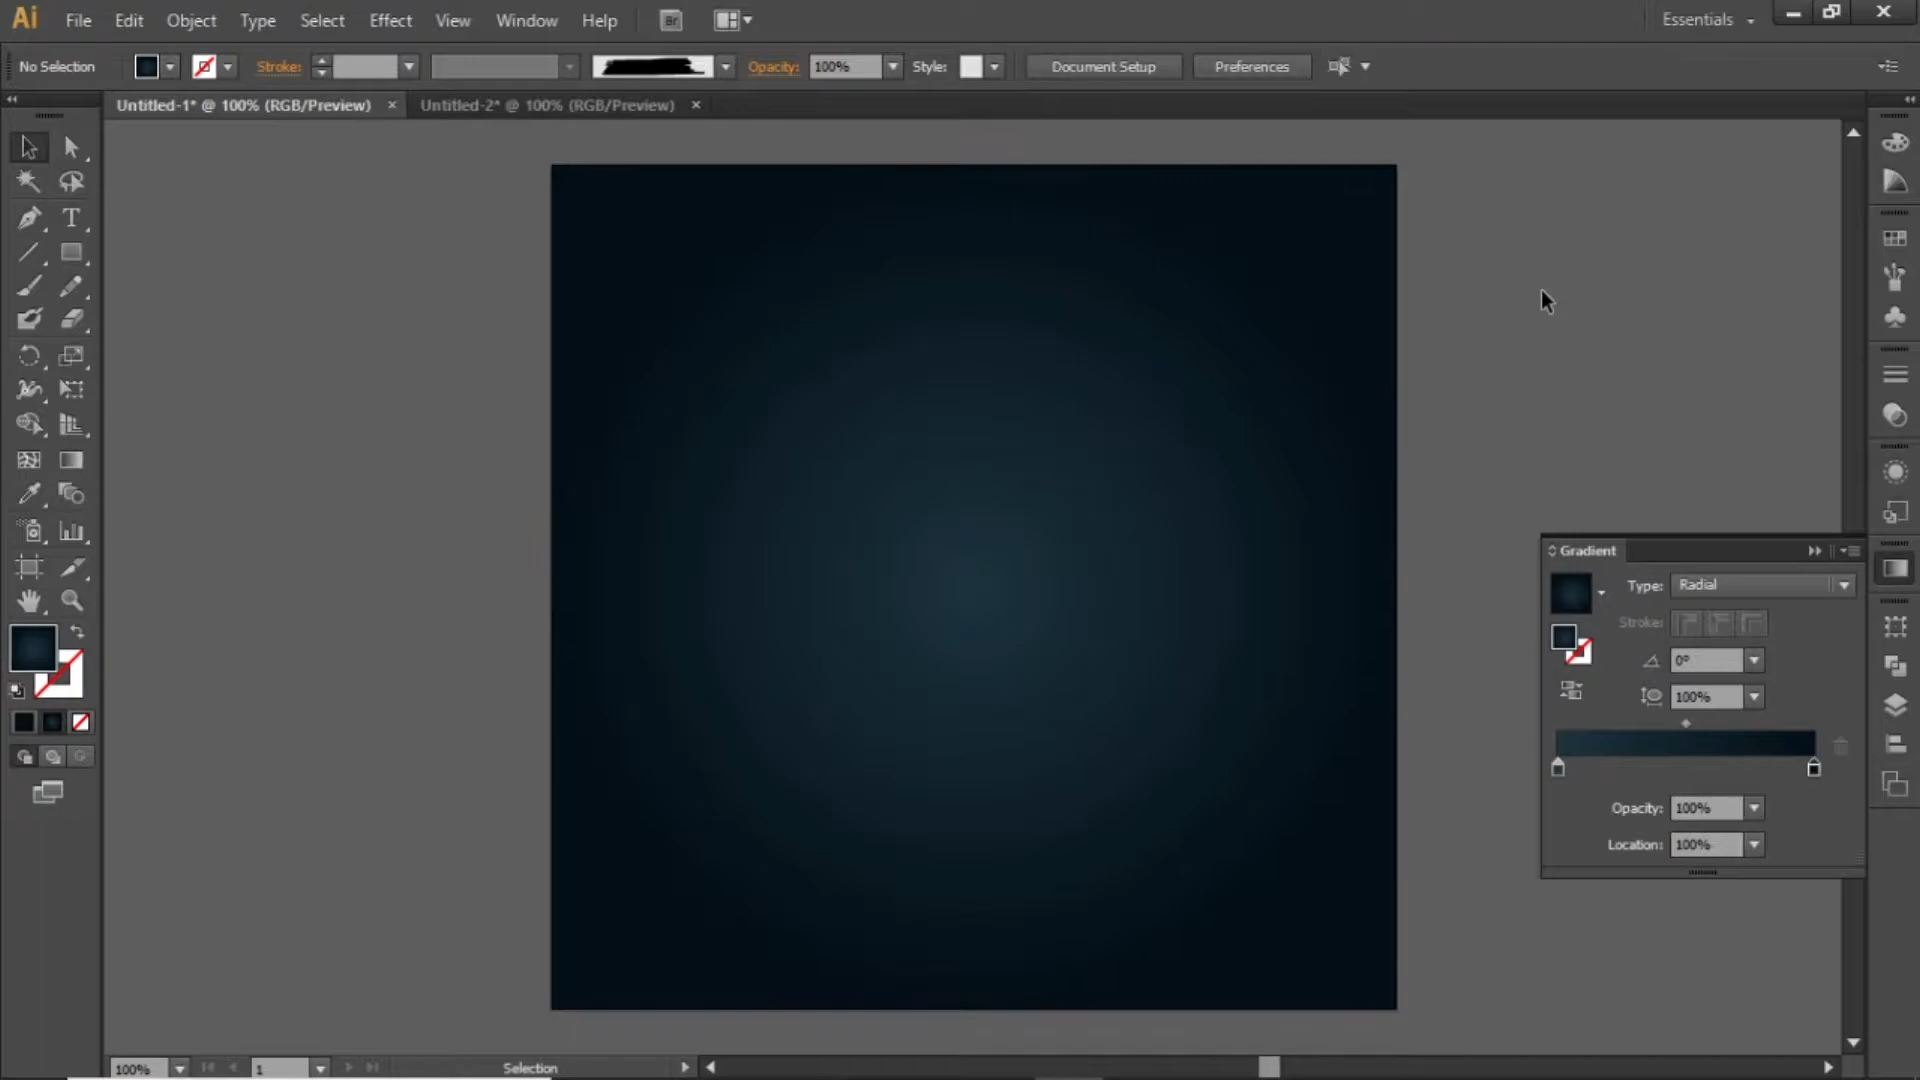 Ai File Edit Object Type Select Effect View Window Help Br Essentials
No Selection Stroke: Opacity: 100% Style: Document Setup Preferences
Untitled-1* @ 100% (RGB/Preview) × Untitled-2* @ 100% (RGB/Preview) ×
T
Gradient
Type: Radial
Stroke:
0°
100%
Opacity: 100%
Location: 100%
100% 1 Selection